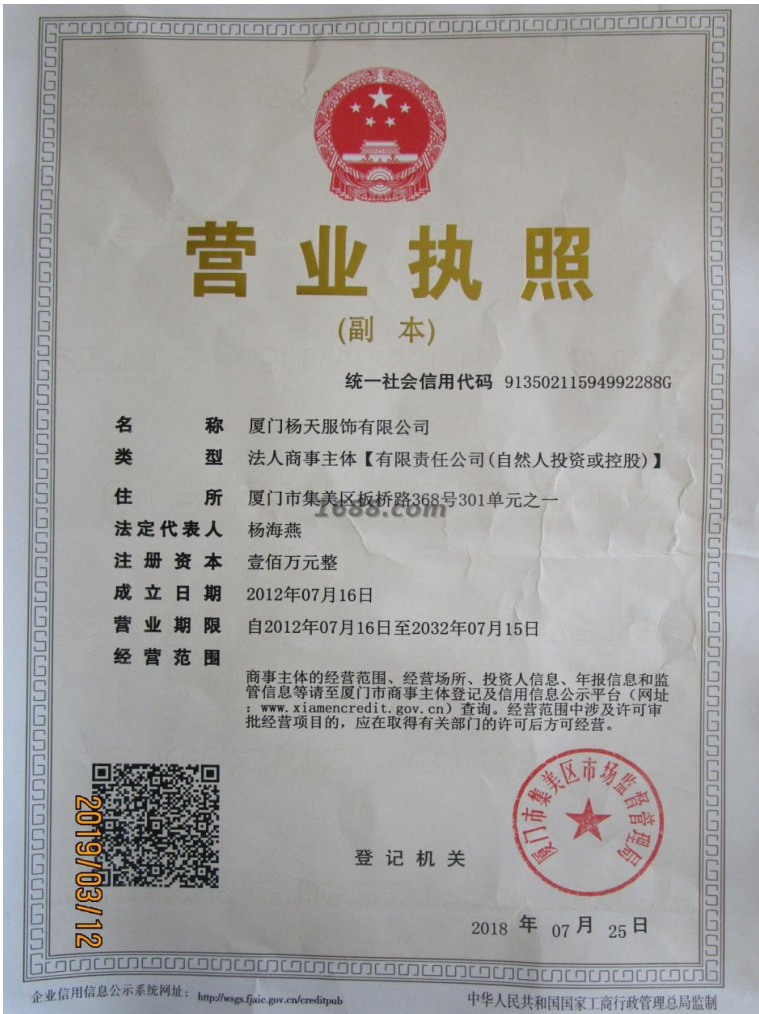 营业执照
(副 本)
统一社会信用代码 91350211594992288G
名 称 厦门杨天服饰有限公司
类 型 法人商事主体【有限责任公司(自然人投资或控股)】
住 所 厦门市集美区板桥路368号301单元之一
1688.com
法定代表人 杨海燕
注册资本 壹佰万元整
成立日期 2012年07月16日
营业期限 自2012年07月16日至2032年07月15日
经营范围
商事主体的经营范围、经营场所、投资人信息、年报信息和监
管信息等请至厦门市商事主体登记及信用信息公示平台（网址
：www.xiamencredit.gov.cn）查询。经营范围中涉及许可审
批经营项目的，应在取得有关部门的许可后方可经营。
2019/03/12
厦门市集美区市场监督管理局
登记机关
2018 年 07 月 25 日
企业信用信息公示系统网址： http://wsgs.fjaic.gov.cn/creditpub
中华人民共和国国家工商行政管理总局监制